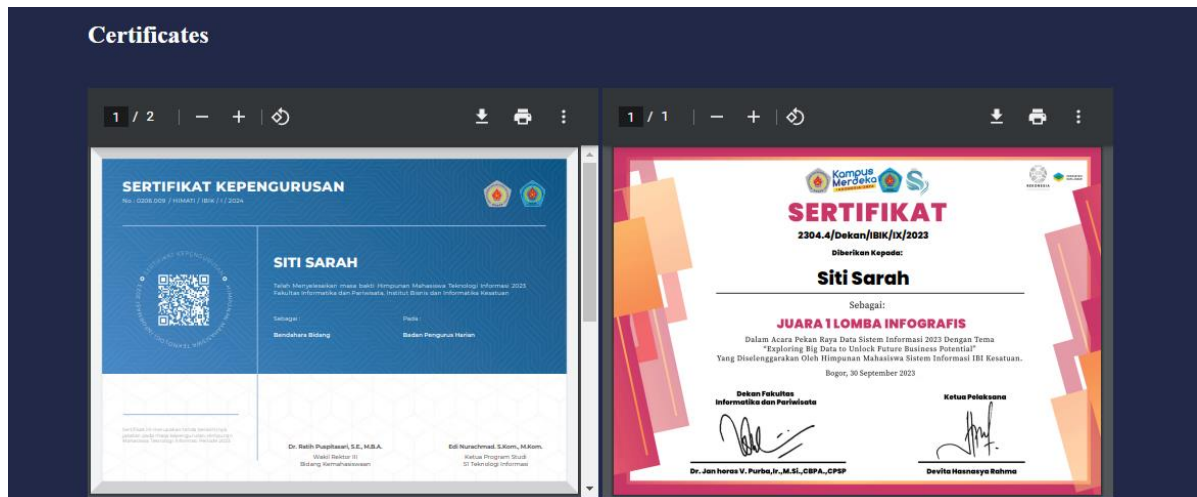 Certificates
1 / 2
SERTIFIKAT KEPENGURUSAN
No : 0206.009 / HIMATI / IBIK / I / 2024
SITI SARAH
Telah Menyelesaikan masa bakti Himpunan Mahasiswa Teknologi Informasi 2023
Fakultas Informatika dan Pariwisata, Institut Bisnis dan Informatika Kesatuan
Sebagai :
Pada :
Bendahara Bidang
Badan Pengurus Harian
Dr. Ratih Puspitasari, S.E., M.B.A.
Wakil Rektor III
Bidang Kemahasiswaan
Edi Nurachmad. S.Kom., M.Kom.
Ketua Program Studi
S1 Teknologi Informasi
1 / 1
Kampus
Merdeka
SERTIFIKAT
2304.4/Dekan/IBIK/IX/2023
Diberikan Kepada:
Siti Sarah
Sebagai:
JUARA 1 LOMBA INFOGRAFIS
Dalam Acara Pekan Raya Data Sistem Informasi 2023 Dengan Tema
"Exploring Big Data to Unlock Future Business Potential"
Yang Diselenggarakan Oleh Himpunan Mahasiswa Sistem Informasi IBI Kesatuan.
Bogor, 30 September 2023
Dekan Fakultas
Informatika dan Pariwisata
Dr. Jan horas V. Purba,Ir.,M.Si.,CBPA.,CPSP
Ketua Pelaksana
Devita Hasnasya Rahma